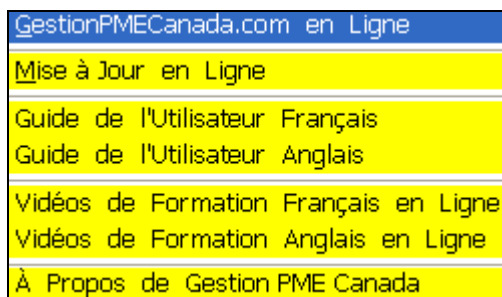 GestionPMECanada.com en Ligne
Mise à Jour en Ligne
Guide de l'Utilisateur Français
Guide de l'Utilisateur Anglais
Vidéos de Formation Français en Ligne
Vidéos de Formation Anglais en Ligne
À Propos de Gestion PME Canada